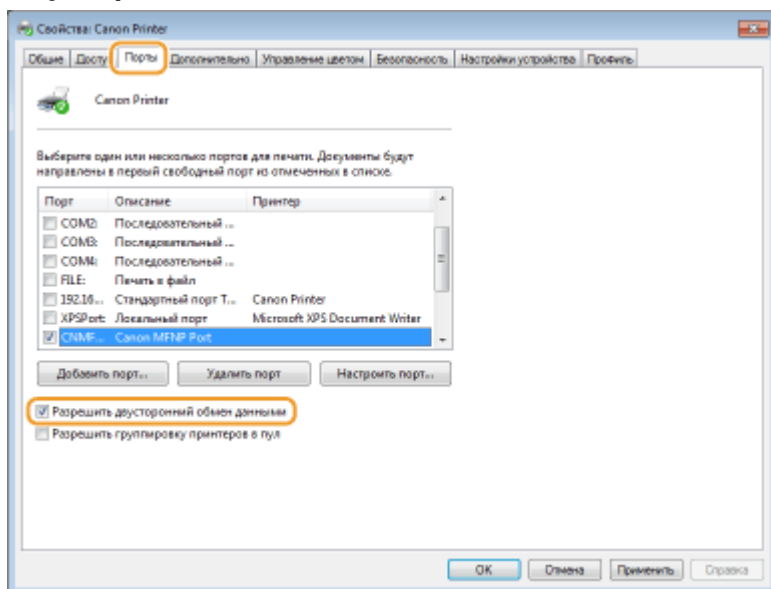 Свойства: Canon Printer
Общие Досту Порты Дополнительно Управление цветом Безопасность Настройки устройства Профиль
Canon Printer
Выберите один или несколько портов для печати. Документы будут
направлены в первый свободный порт из отмеченных в списке.
Порт Описание Принтер
COM2: Последовательный ...
COM3: Последовательный ...
COM4: Последовательный ...
FILE: Печать в файл
192.16... Стандартный порт T... Canon Printer
XPSPort: Локальный порт Microsoft XPS Document Writer
CNMF... Canon MFNP Port
Добавить порт... Удалить порт Настроить порт...
Разрешить двусторонний обмен данными
Разрешить группировку принтеров в пул
OK Отмена Применить Справка